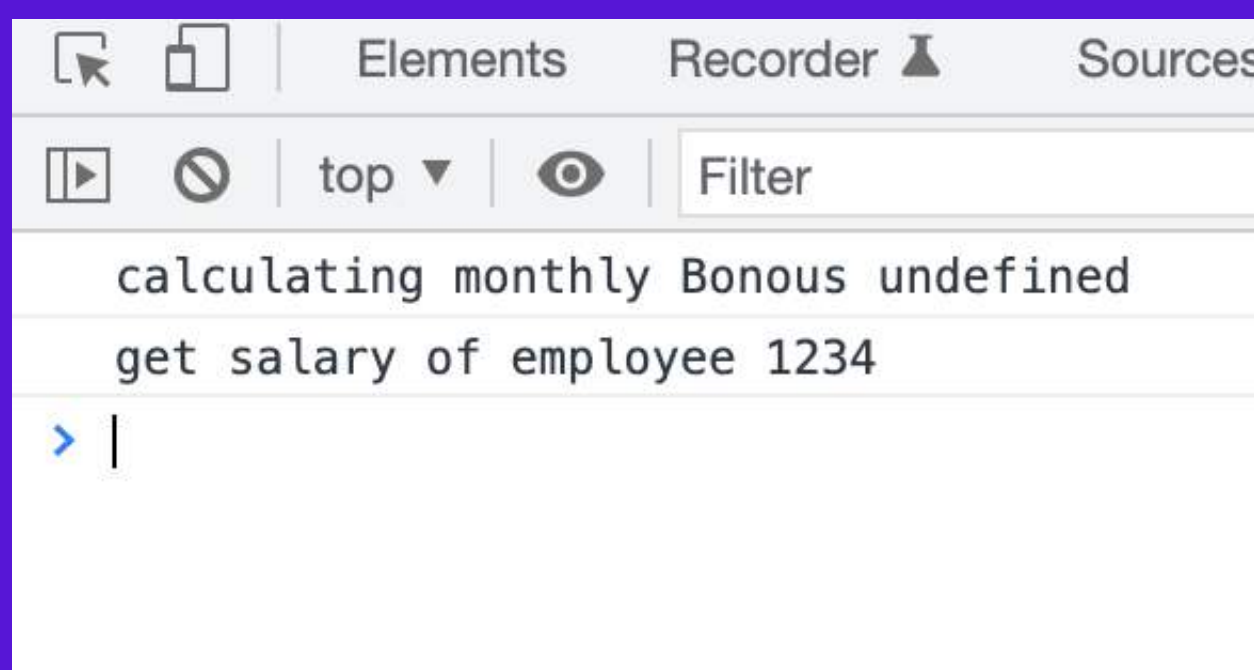 Elements Recorder Sources
top Filter
calculating monthly Bonous undefined
get salary of employee 1234